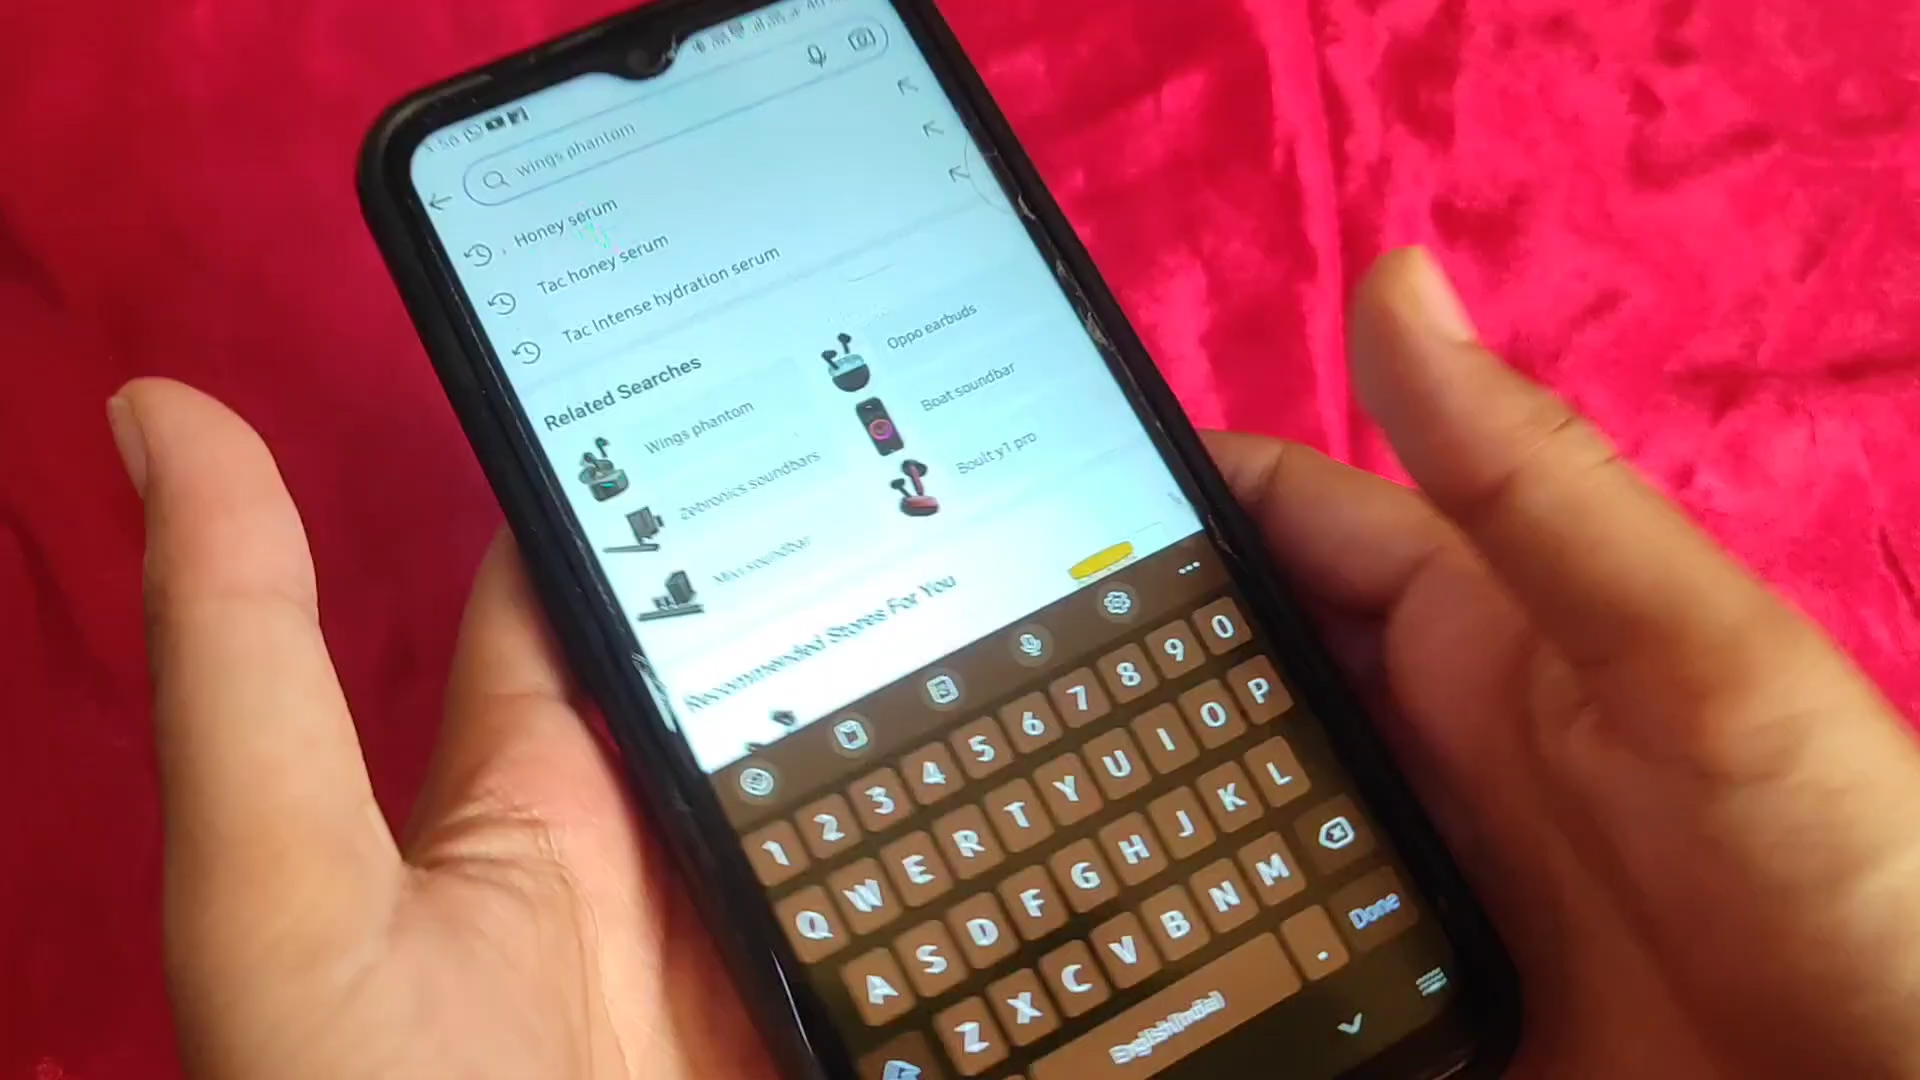 wings phantom
Honey serum
Tac honey serum
Tac Intense hydration serum
Related Searches
Wings phantom
Oppo earbuds
Zebronics soundbars
Boat soundbar
soundbar
Boult y1 pro
Recommended Stores For You
1 2 3 4 5 6 7 8 9 0
Q W E R T Y U I O P
A S D F G H J K L
Z X C V B N M
. Done
English(India)